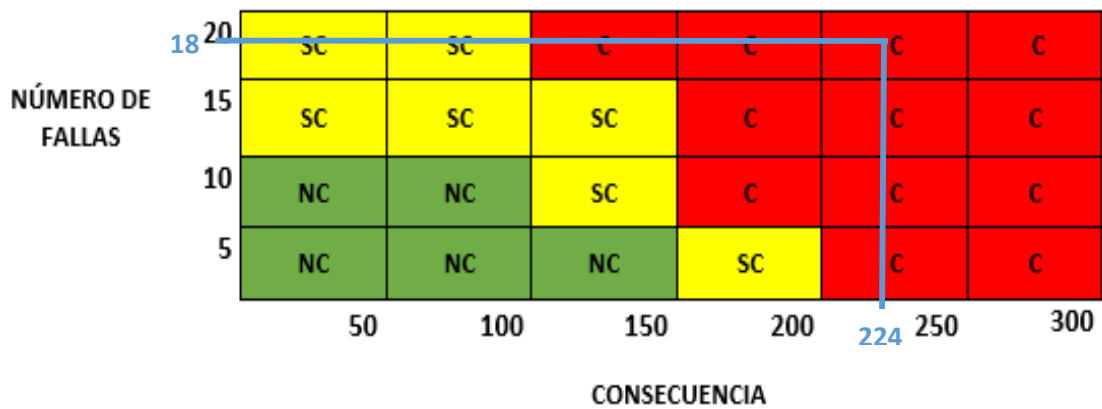 20
18 SC SC C C C C
NÚMERO DE
FALLAS
15 SC SC SC C C C
10 NC NC SC C C C
5 NC NC NC SC C C
50 100 150 200 224 250 300
CONSECUENCIA